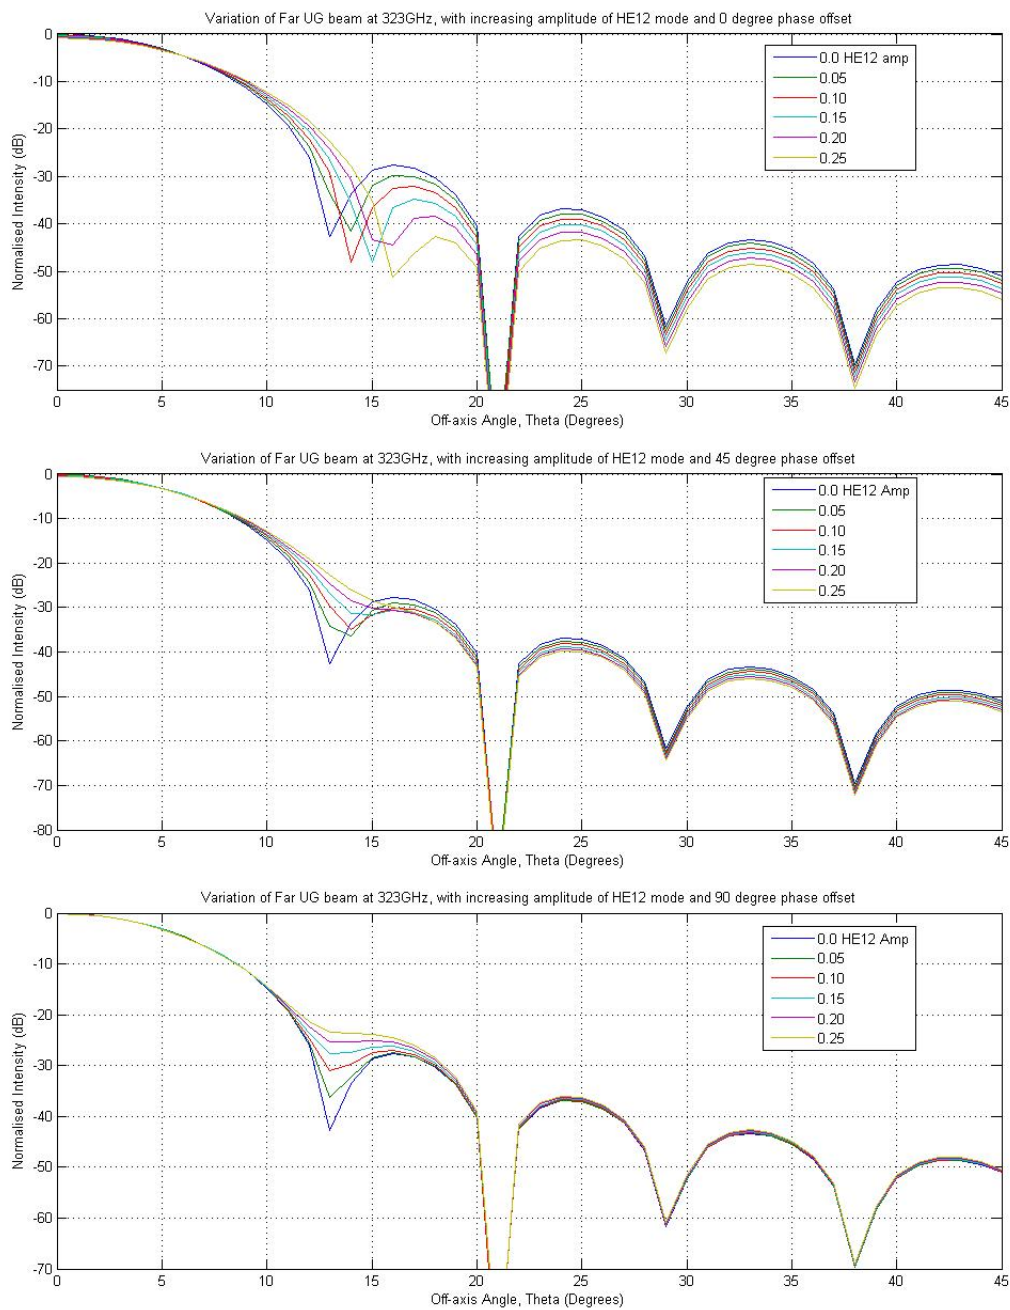 Variation of Far UG beam at 323GHz, with increasing amplitude of HE12 mode and 0 degree phase offset
0
-10
-20
-30
-40
-50
-60
-70
Normalised Intensity (dB)
0.0 HE12 amp
0.05
0.10
0.15
0.20
0.25
0 5 10 15 20 25 30 35 40 45
Off-axis Angle, Theta (Degrees)
Variation of Far UG beam at 323GHz, with increasing amplitude of HE12 mode and 45 degree phase offset
0
-10
-20
-30
-40
-50
-60
-70
-80
Normalised Intensity (dB)
0.0 HE12 Amp
0.05
0.10
0.15
0.20
0.25
0 5 10 15 20 25 30 35 40 45
Off-axis Angle, Theta (Degrees)
Variation of Far UG beam at 323GHz, with increasing amplitude of HE12 mode and 90 degree phase offset
0
-10
-20
-30
-40
-50
-60
-70
Normalised Intensity (dB)
0.0 HE12 Amp
0.05
0.10
0.15
0.20
0.25
0 5 10 15 20 25 30 35 40 45
Off-axis Angle, Theta (Degrees)